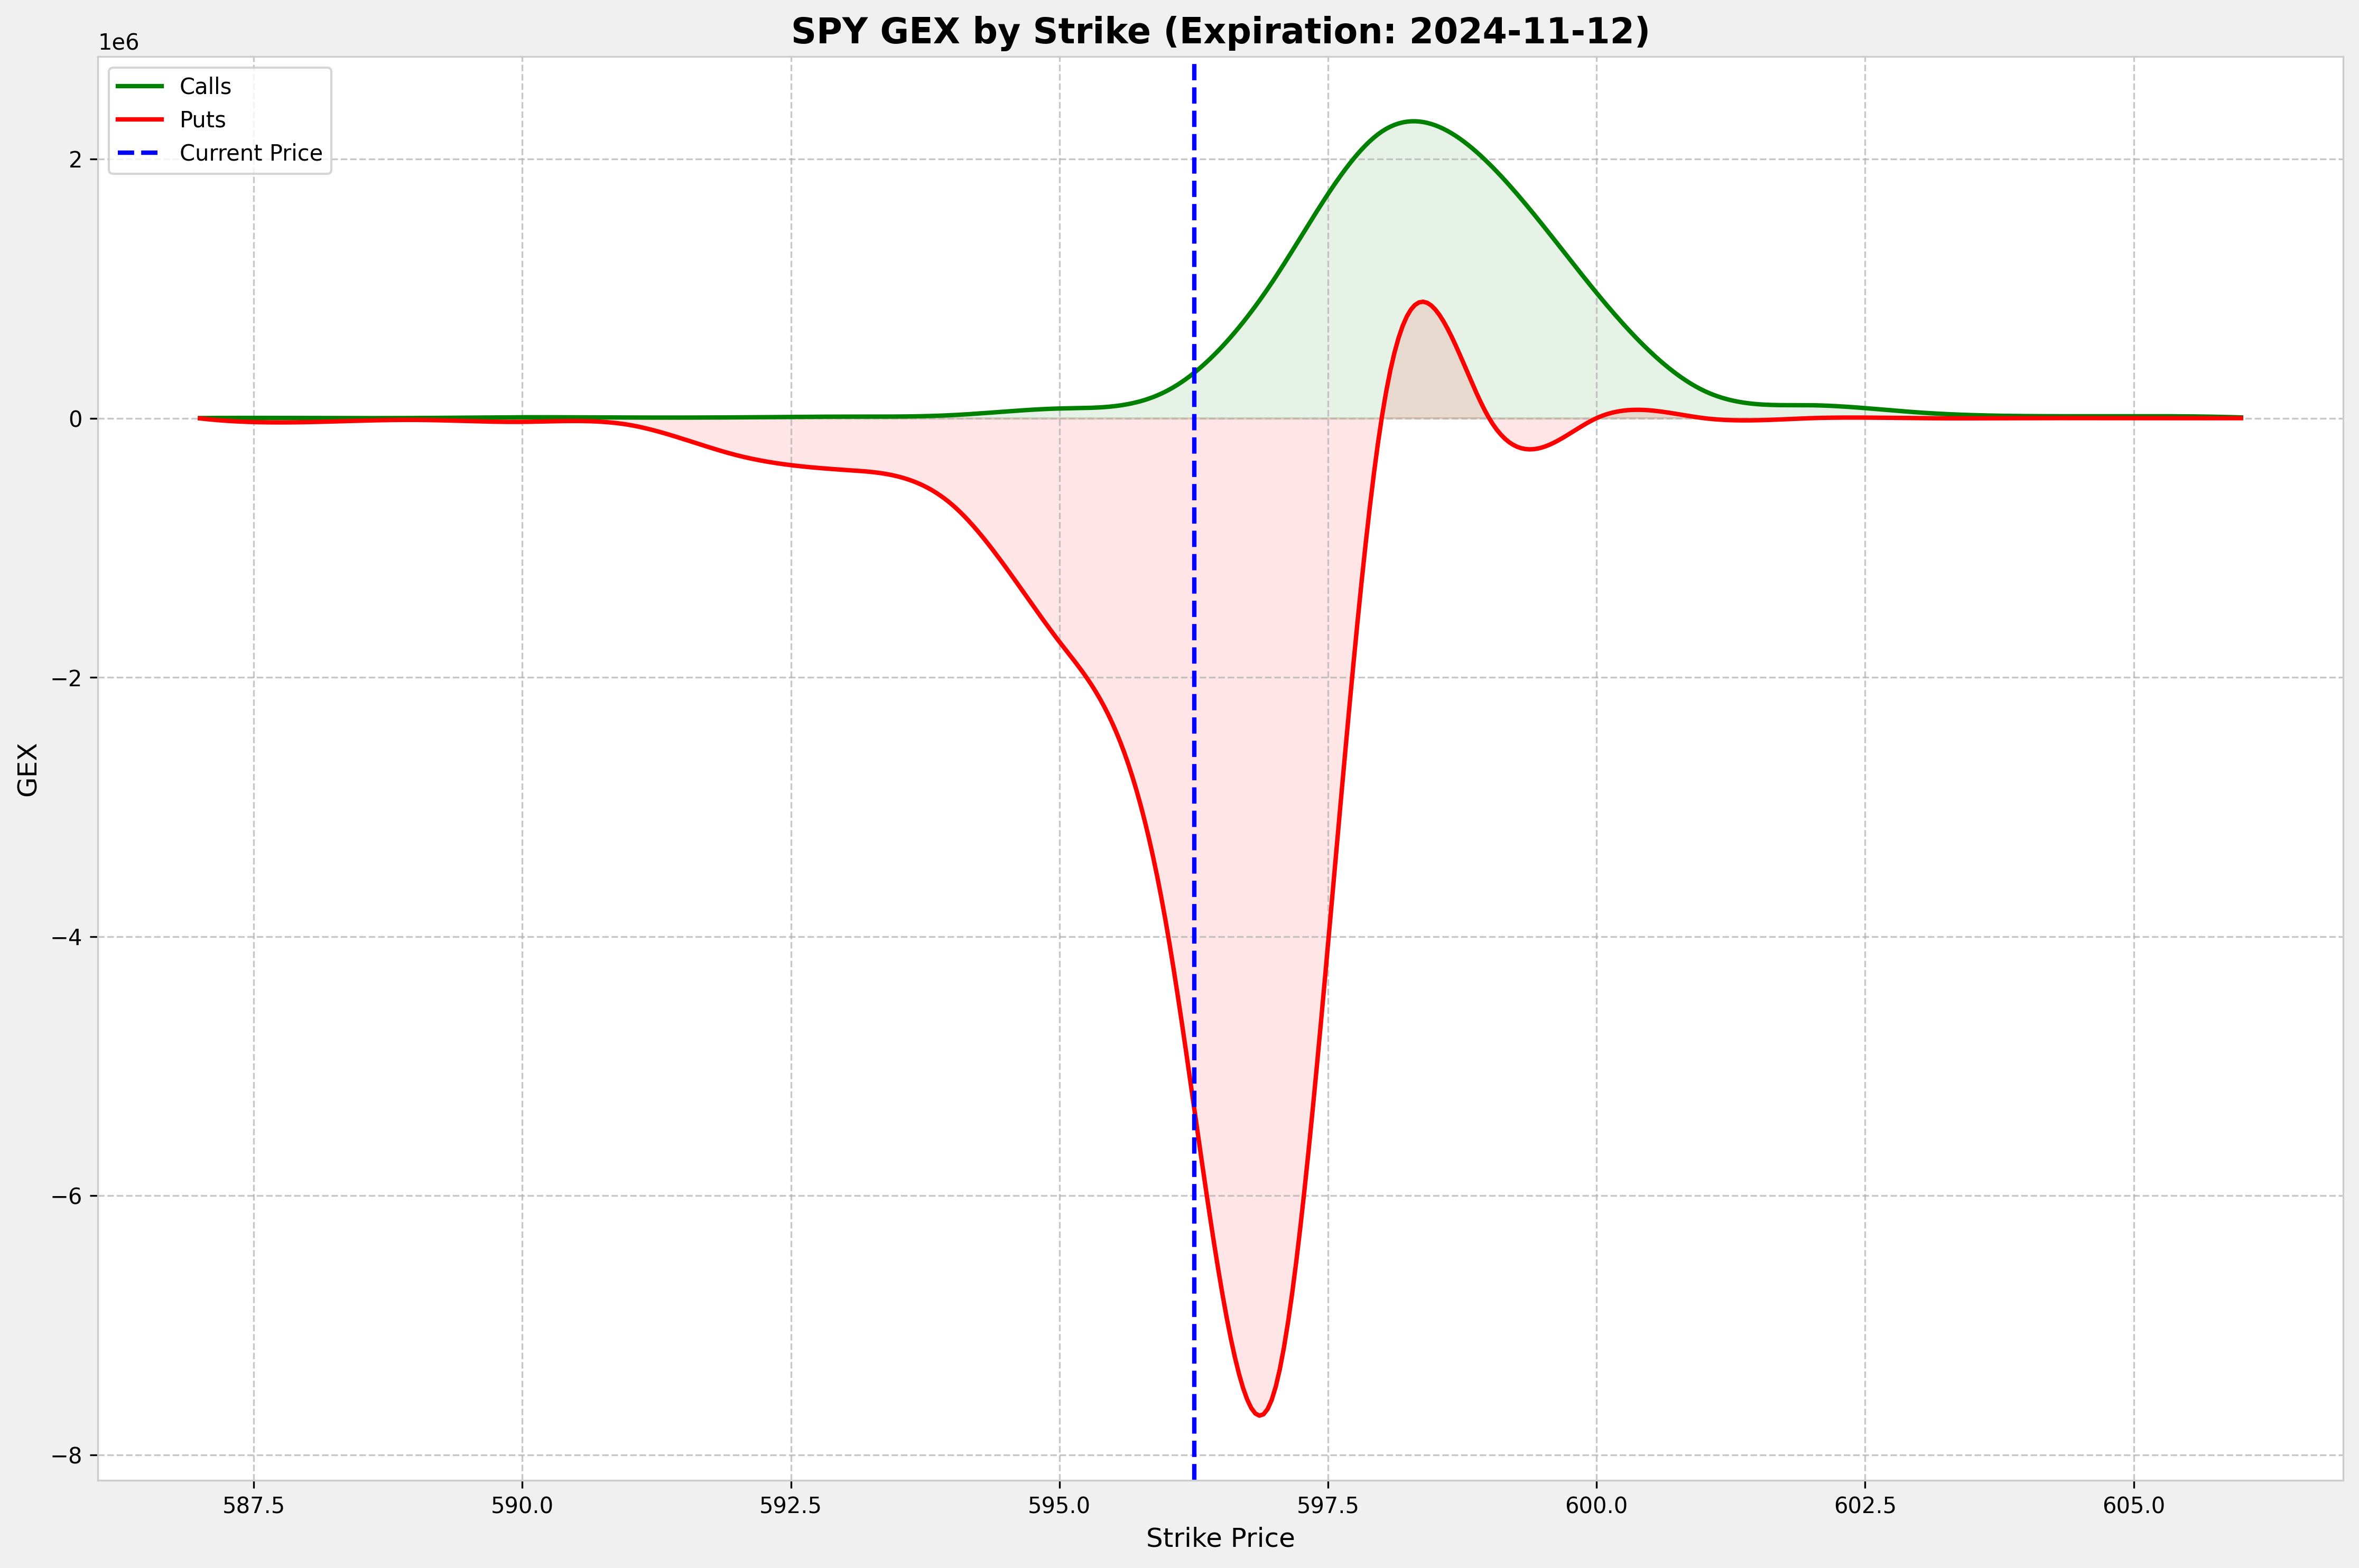 SPY GEX by Strike (Expiration: 2024-11-12)
1e6
Calls
Puts
Current Price
2
0
−2
−4
−6
−8
GEX
587.5 590.0 592.5 595.0 597.5 600.0 602.5 605.0
Strike Price